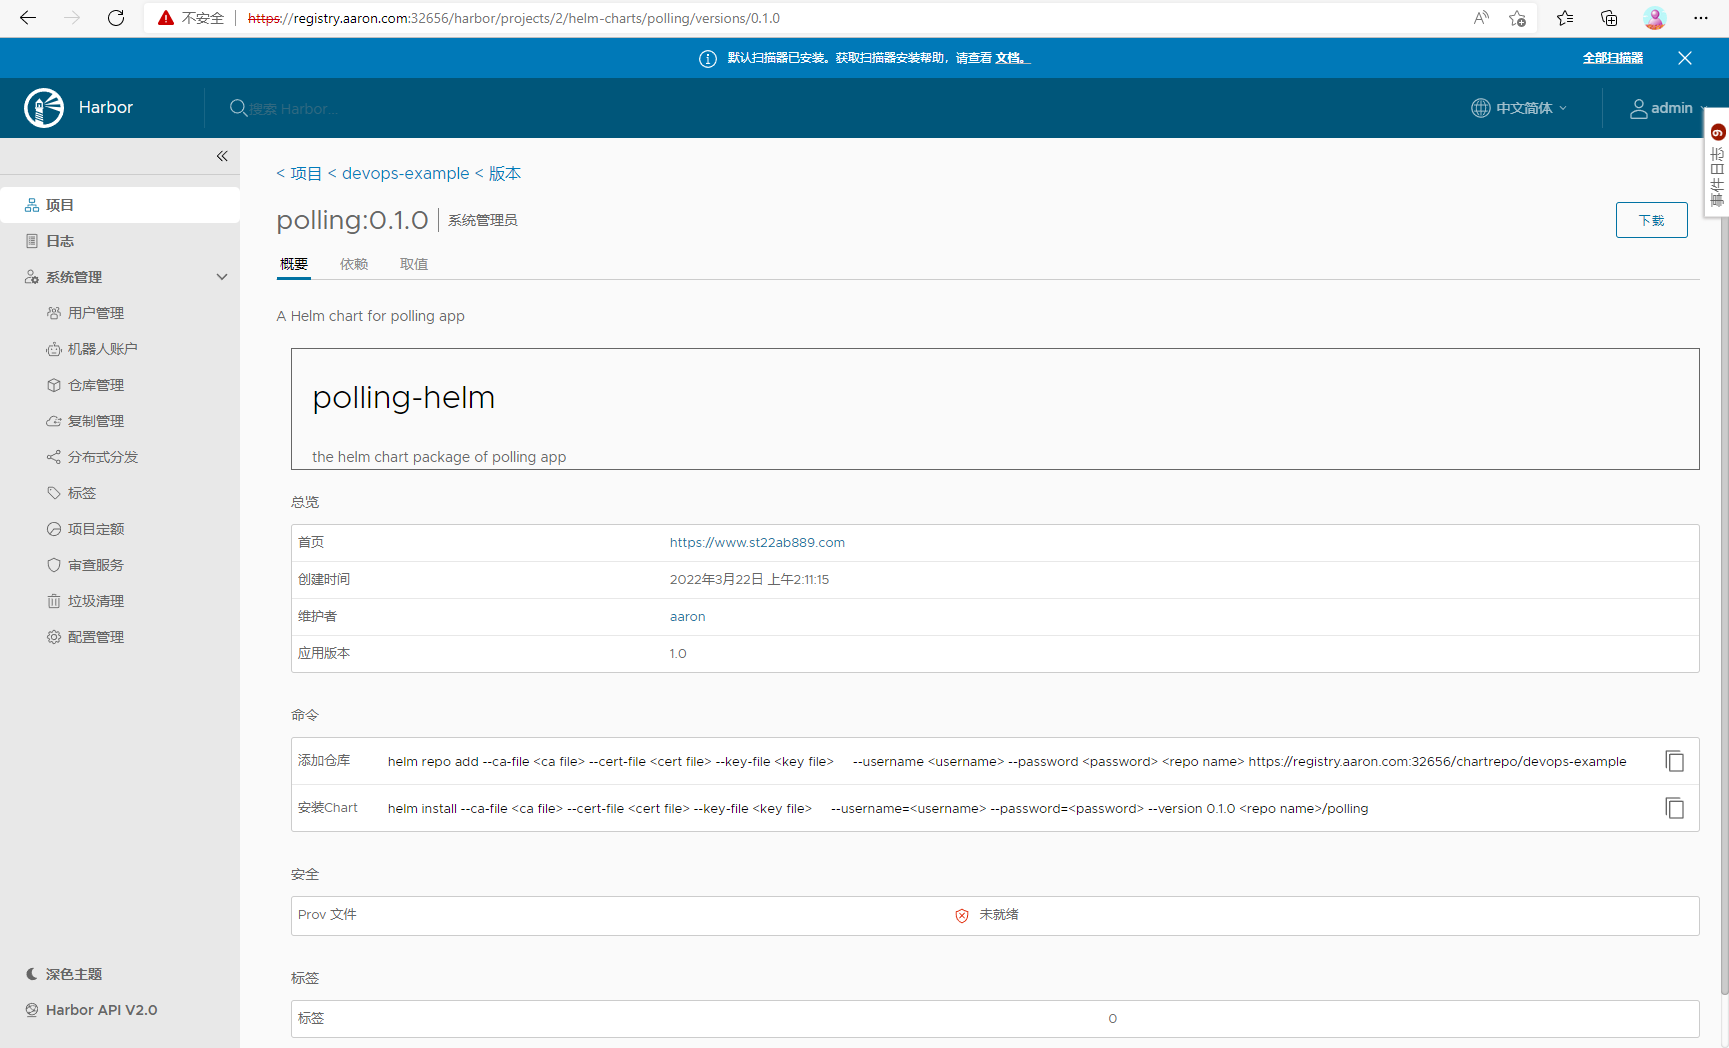 不安全
https://registry.aaron.com:32656/harbor/projects/2/helm-charts/polling/versions/0.1.0
默认扫描器已安装。获取扫描器安装帮助，请查看 文档。
全部扫描器
Harbor
搜索 Harbor...
中文简体
admin
6
事件日志
项目
日志
系统管理
用户管理
机器人账户
仓库管理
复制管理
分布式分发
标签
项目定额
审查服务
垃圾清理
配置管理
深色主题
Harbor API V2.0
< 项目 < devops-example < 版本
polling:0.1.0 系统管理员
下载
概要 依赖 取值
A Helm chart for polling app
polling-helm
the helm chart package of polling app
总览
首页 https://www.st22ab889.com
创建时间 2022年3月22日 上午2:11:15
维护者 aaron
应用版本 1.0
命令
添加仓库 helm repo add --ca-file <ca file> --cert-file <cert file> --key-file <key file> --username <username> --password <password> <repo name> https://registry.aaron.com:32656/chartrepo/devops-example
安装Chart helm install --ca-file <ca file> --cert-file <cert file> --key-file <key file> --username=<username> --password=<password> --version 0.1.0 <repo name>/polling
安全
Prov 文件 未就绪
标签
标签 0